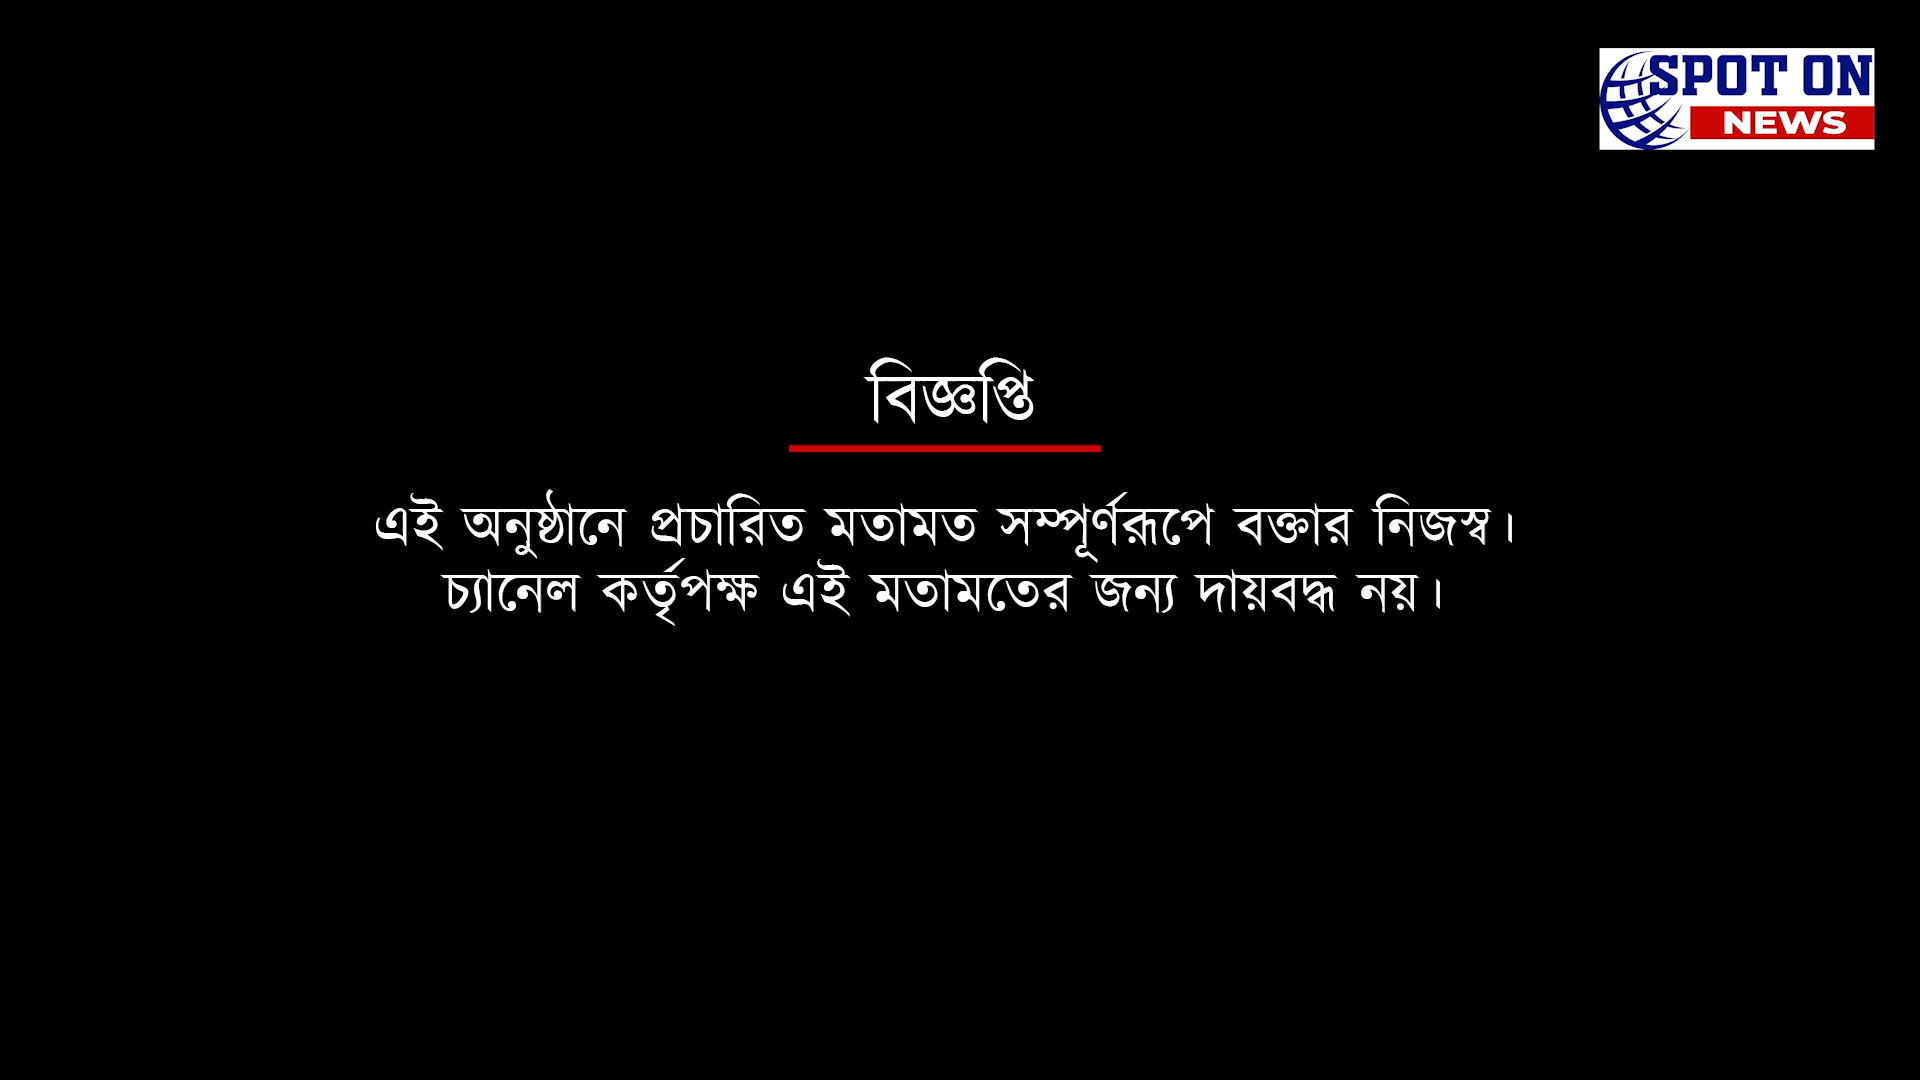 SPOT ON
NEWS
বিজ্ঞপ্তি
এই অনুষ্ঠানে প্রচারিত মতামত সম্পূর্ণরূপে বক্তার নিজস্ব।
চ্যানেল কর্তৃপক্ষ এই মতামতের জন্য দায়বদ্ধ নয়।